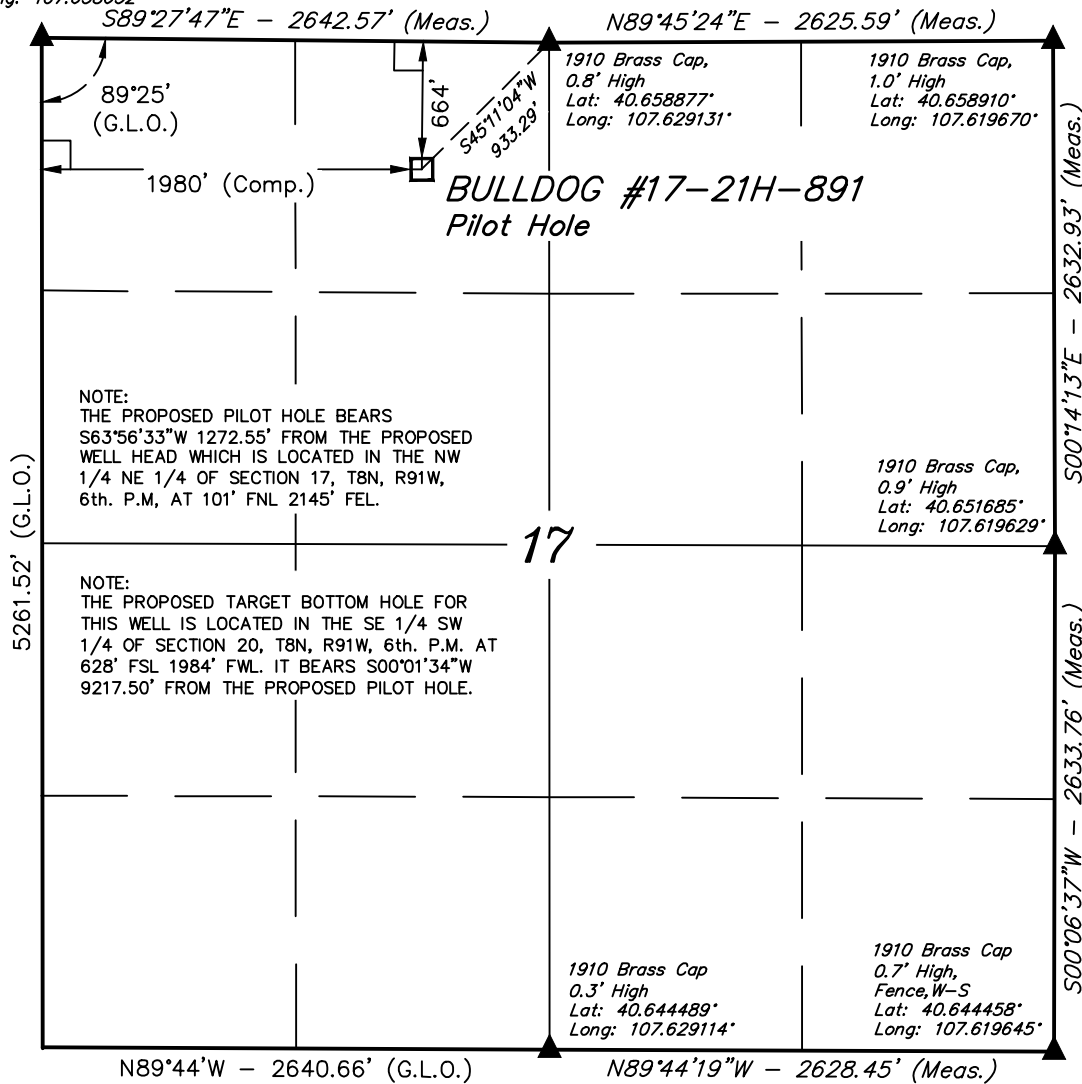 S89°27'47"E - 2642.57' (Meas.)
N89°45'24"E - 2625.59' (Meas.)
1910 Brass Cap,
0.8' High
Lat: 40.658877°
Long: 107.629131°
1910 Brass Cap,
1.0' High
Lat: 40.658910°
Long: 107.619670°
89°25'
(G.L.O.)
664'
S45°11'04"W
933.29'
1980' (Comp.)
BULLDOG #17-21H-891
Pilot Hole
S00°14'13"E - 2632.93' (Meas.)
NOTE:
THE PROPOSED PILOT HOLE BEARS
S63°56'33"W 1272.55' FROM THE PROPOSED
WELL HEAD WHICH IS LOCATED IN THE NW
1/4 NE 1/4 OF SECTION 17, T8N, R91W,
6th. P.M, AT 101' FNL 2145' FEL.
1910 Brass Cap,
0.9' High
Lat: 40.651685°
Long: 107.619629°
5261.52' (G.L.O.)
17
NOTE:
THE PROPOSED TARGET BOTTOM HOLE FOR
THIS WELL IS LOCATED IN THE SE 1/4 SW
1/4 OF SECTION 20, T8N, R91W, 6th. P.M. AT
628' FSL 1984' FWL. IT BEARS S00°01'34"W
9217.50' FROM THE PROPOSED PILOT HOLE.
S00°06'37"W - 2633.76' (Meas.)
1910 Brass Cap
0.3' High
Lat: 40.644489°
Long: 107.629114°
1910 Brass Cap
0.7' High,
Fence,W-S
Lat: 40.644458°
Long: 107.619645°
N89°44'W - 2640.66' (G.L.O.)
N89°44'19"W - 2628.45' (Meas.)